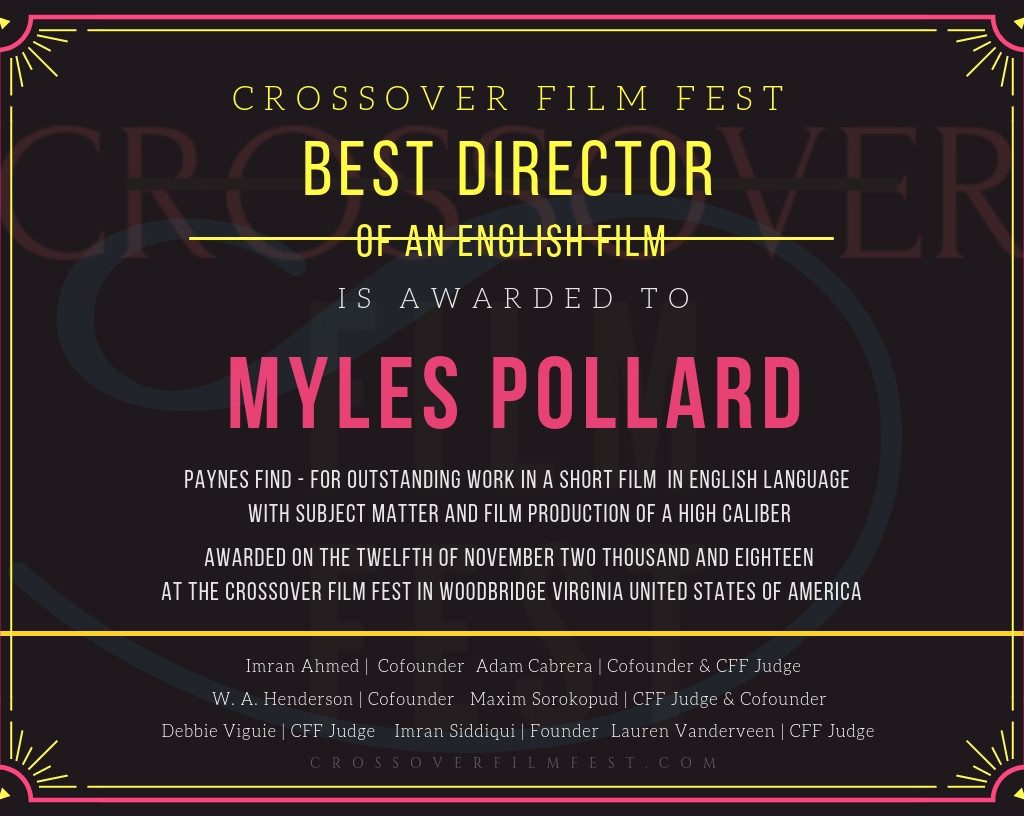 CROSSOVER FILM FEST
BEST DIRECTOR
OF AN ENGLISH FILM
IS AWARDED TO
MYLES POLLARD
PAYNES FIND - FOR OUTSTANDING WORK IN A SHORT FILM IN ENGLISH LANGUAGE
WITH SUBJECT MATTER AND FILM PRODUCTION OF A HIGH CALIBER
AWARDED ON THE TWELFTH OF NOVEMBER TWO THOUSAND AND EIGHTEEN
AT THE CROSSOVER FILM FEST IN WOODBRIDGE VIRGINIA UNITED STATES OF AMERICA
Imran Ahmed | Cofounder Adam Cabrera | Cofounder & CFF Judge
W. A. Henderson | Cofounder Maxim Sorokopud | CFF Judge & Cofounder
Debbie Viguie | CFF Judge Imran Siddiqui | Founder Lauren Vanderveen | CFF Judge
CROSSOVERFILMFEST.COM
CROSSOVER
FILM
FEST